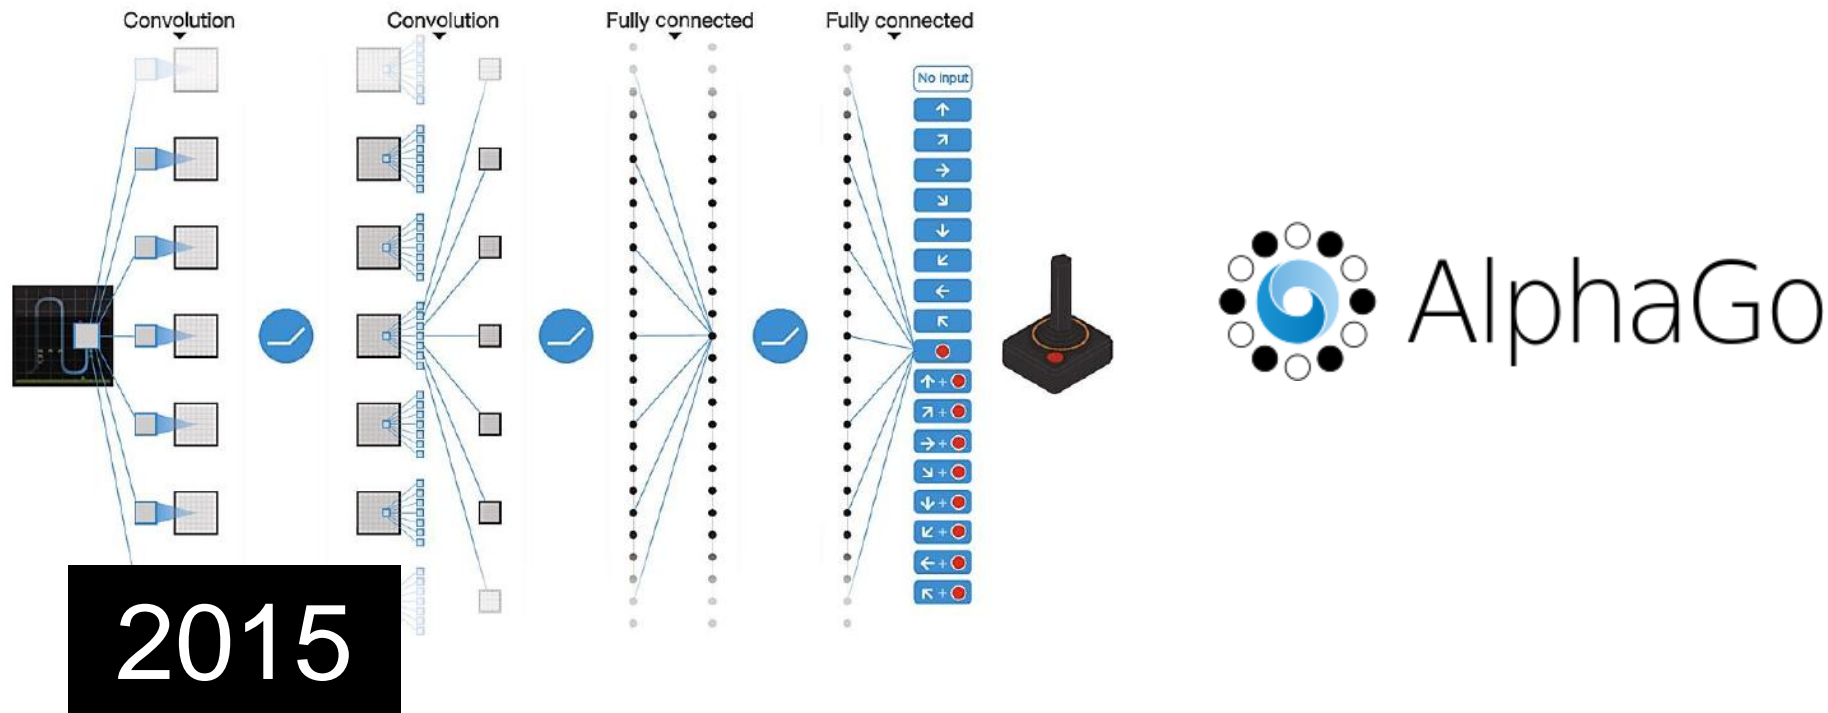 Convolution
Convolution
Fully connected
Fully connected
No input
↑
↗
→
↘
↓
↙
←
↖
↑ +
↗ +
→ +
↘ +
↓ +
↙ +
← +
↖ +
AlphaGo
2015